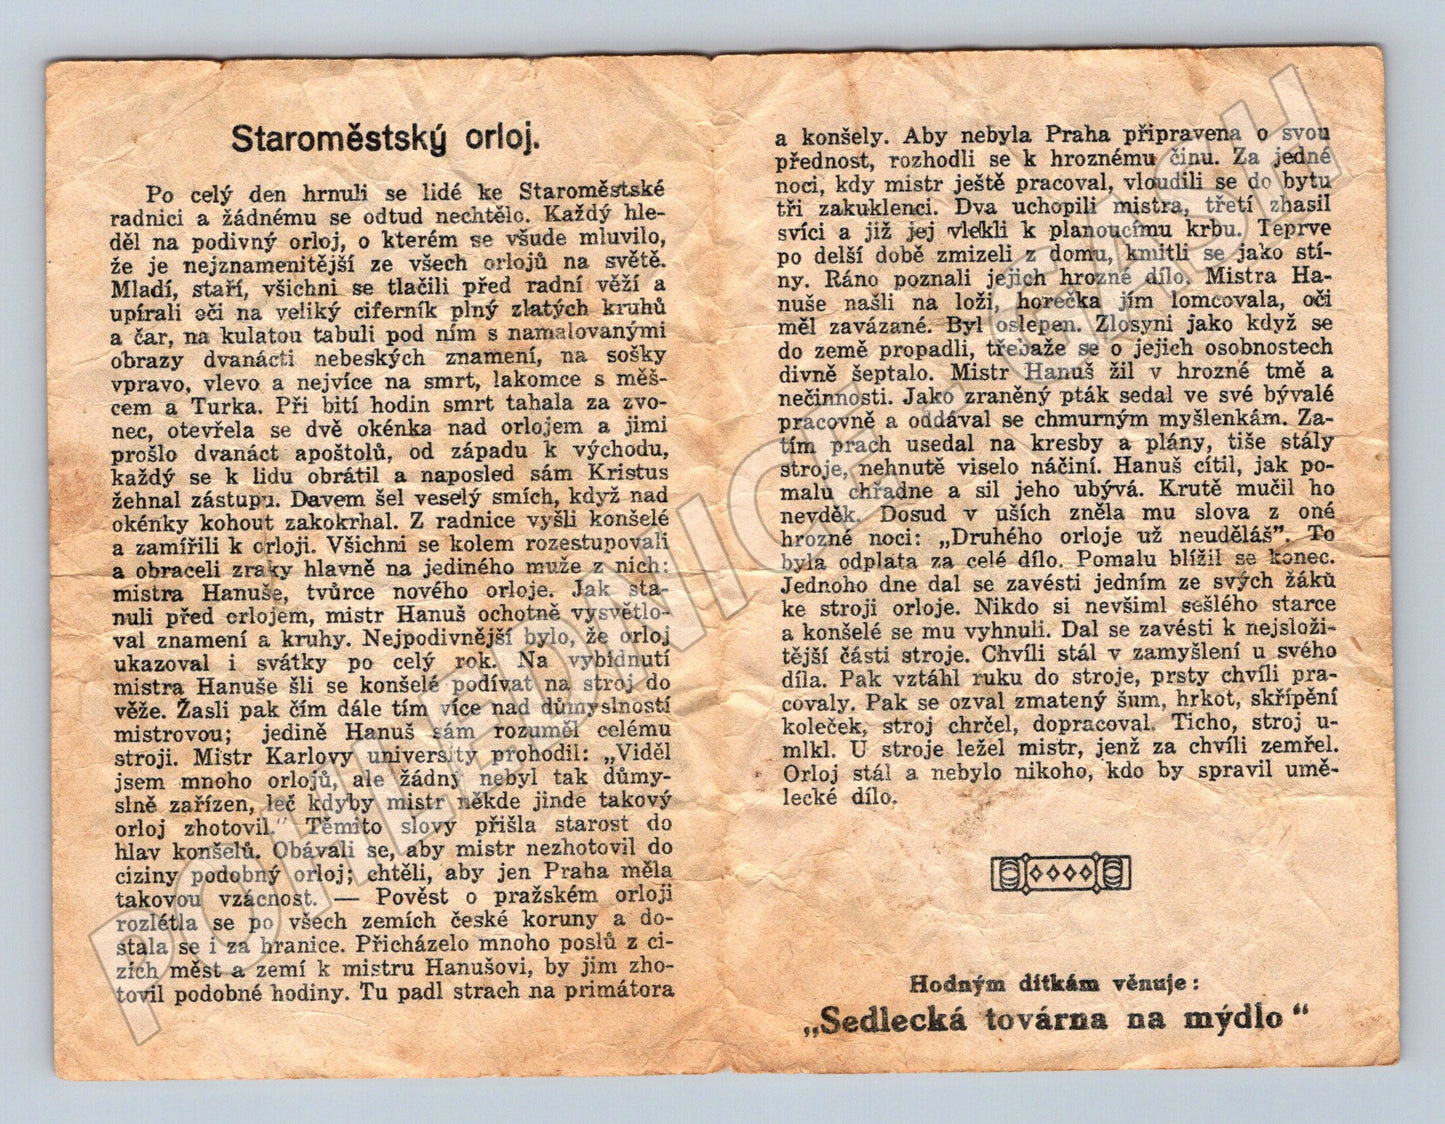 Staroměstský orloj.
Po celý den hrnuli se lidé ke Staroměstské
radnici a žádnému se odtud nechtělo. Každý hle-
děl na podivný orloj, o kterém se všude mluvilo,
že je nejznamenitější ze všech orlojů na světě.
Mladí, staří, všichni se tlačili před radní věží a
upírali oči na veliký ciferník plný zlatých kruhů
a čar, na kulatou tabuli pod ním s namalovanými
obrazy dvanácti nebeských znamení, na sošky
vpravo, vlevo a nejvíce na smrt, lakomce s měš-
cem a Turka. Při bití hodin smrt tahala za zvo-
nec, otevřela se dvě okénka nad orlojem a jimi
prošlo dvanáct apoštolů, od západu k východu,
každý se k lidu obrátil a naposled sám Kristus
žehnal zástupu. Davem šel veselý smích, když nad
okénky kohout zakokrhal. Z radnice vyšli konšelé
a zamířili k orloji. Všichni se kolem rozestupovali
a obraceli zraky hlavně na jediného muže z nich:
mistra Hanuše, tvůrce nového orloje. Jak sta-
nuli před orlojem, mistr Hanuš ochotně vysvětlo-
val znamení a kruhy. Nejpodivnější bylo, že orloj
ukazoval i svátky po celý rok. Na vybídnutí
mistra Hanuše šli se konšelé podívat na stroj do
věže. Žasli pak čím dále tím více nad důmyslností
mistrovou; jedině Hanuš sám rozuměl celému
stroji. Mistr Karlovy university prohodil: „Viděl
jsem mnoho orlojů, ale žádný nebyl tak důmy-
slně zařízen, leč kdyby mistr někde jinde takový
orloj zhotovil." Těmito slovy přišla starost do
hlav konšelů. Obávali se, aby mistr nezhotovil do
ciziny podobný orloj; chtěli, aby jen Praha měla
takovou vzácnost. — Pověst o pražském orloji
rozlétla se po všech zemích české koruny a do-
stala se i za hranice. Přicházelo mnoho poslů z ci-
zích měst a zemí k mistru Hanušovi, by jim zho-
tovil podobné hodiny. Tu padl strach na primátora
a konšely. Aby nebyla Praha připravena o svou
přednost, rozhodli se k hroznému činu. Za jedné
noci, kdy mistr ještě pracoval, vloudili se do bytu
tři zakuklenci. Dva uchopili mistra, třetí zhasil
svíci a již jej vlekli k planoucímu krbu. Teprve
po delší době zmizeli z domu, kmitli se jako stí-
ny. Ráno poznali jejich hrozné dílo. Mistra Ha-
nuše našli na loži, horečka jím lomcovala, oči
měl zavázané. Byl oslepen. Zlosyni jako když se
do země propadli, třebaže se o jejich osobnostech
divně šeptalo. Mistr Hanuš žil v hrozné tmě a
nečinnosti. Jako zraněný pták sedal ve své bývalé
pracovně a oddával se chmurným myšlenkám. Za-
tím prach usedal na kresby a plány, tiše stály
stroje, nehnutě viselo náčiní. Hanuš cítil, jak po-
malu chřadne a sil jeho ubývá. Krutě mučil ho
nevděk. Dosud v uších zněla mu slova z oné
hrozné noci: „Druhého orloje už neuděláš". To
byla odplata za celé dílo. Pomalu blížil se konec.
Jednoho dne dal se zavésti jedním ze svých žáků
ke stroji orloje. Nikdo si nevšiml sešlého starce
a konšelé se mu vyhnuli. Dal se zavésti k nejsloži-
tější části stroje. Chvíli stál v zamyšlení u svého
díla. Pak vztáhl ruku do stroje, prsty chvíli pra-
covaly. Pak se ozval zmatený šum, hrkot, skřípění
koleček, stroj chrčel, dopracoval. Ticho, stroj u-
mlkl. U stroje ležel mistr, jenž za chvíli zemřel.
Orloj stál a nebylo nikoho, kdo by spravil umě-
lecké dílo.
Hodným dítkám věnuje:
„Sedlecká továrna na mýdlo"